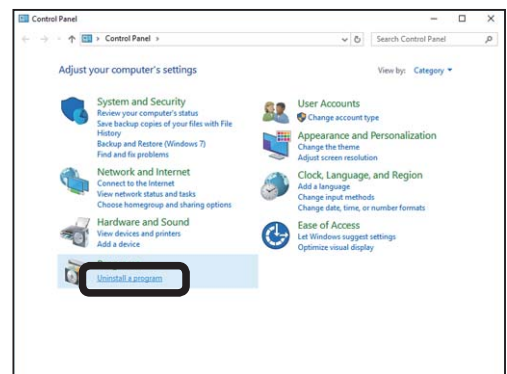 Control Panel
Control Panel
Search Control Panel
Adjust your computer's settings
View by: Category
System and Security
Review your computer's status
Save backup copies of your files with File
History
Backup and Restore (Windows 7)
Find and fix problems
Network and Internet
Connect to the Internet
View network status and tasks
Choose homegroup and sharing options
Hardware and Sound
View devices and printers
Add a device
Uninstall a program
User Accounts
Change account type
Appearance and Personalization
Change the theme
Adjust screen resolution
Clock, Language, and Region
Add a language
Change input methods
Change date, time, or number formats
Ease of Access
Let Windows suggest settings
Optimize visual display